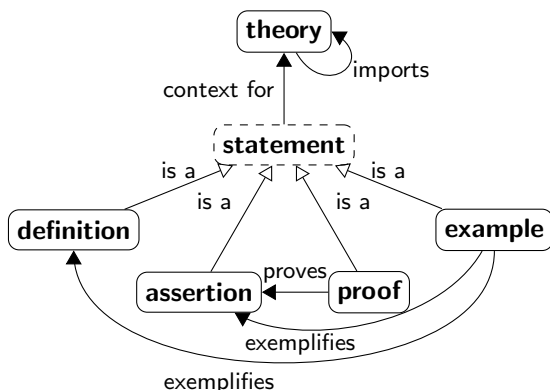 theory
imports
context for
statement
is a
is a
is a
is a
definition
example
proves
assertion
proof
exemplifies
exemplifies